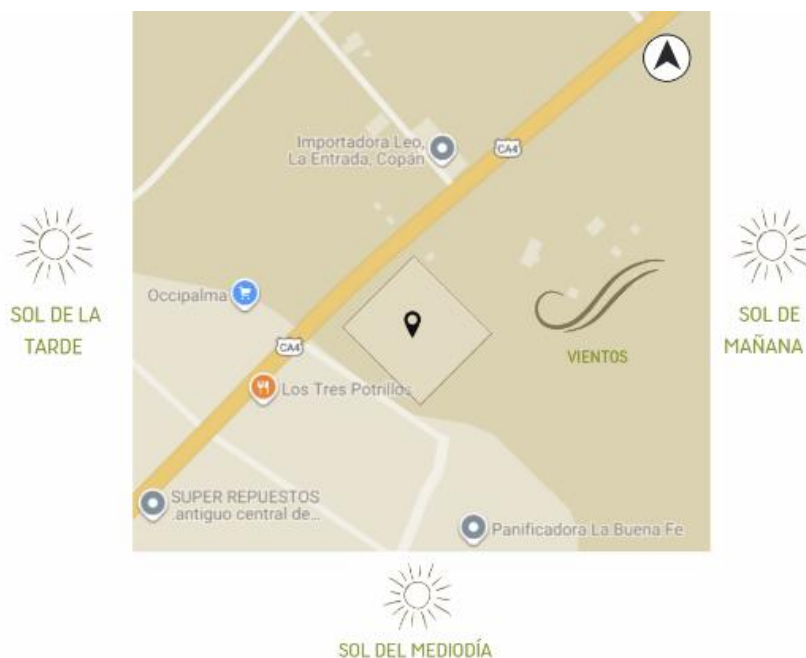 Importadora Leo,
La Entrada, Copán
CA4
Occipalma
SOL DE LA
TARDE
SOL DE
MAÑANA
VIENTOS
CA4
Los Tres Potrillos
SUPER REPUESTOS
.antiguo central de...
Panificadora La Buena Fe
SOL DEL MEDIODÍA